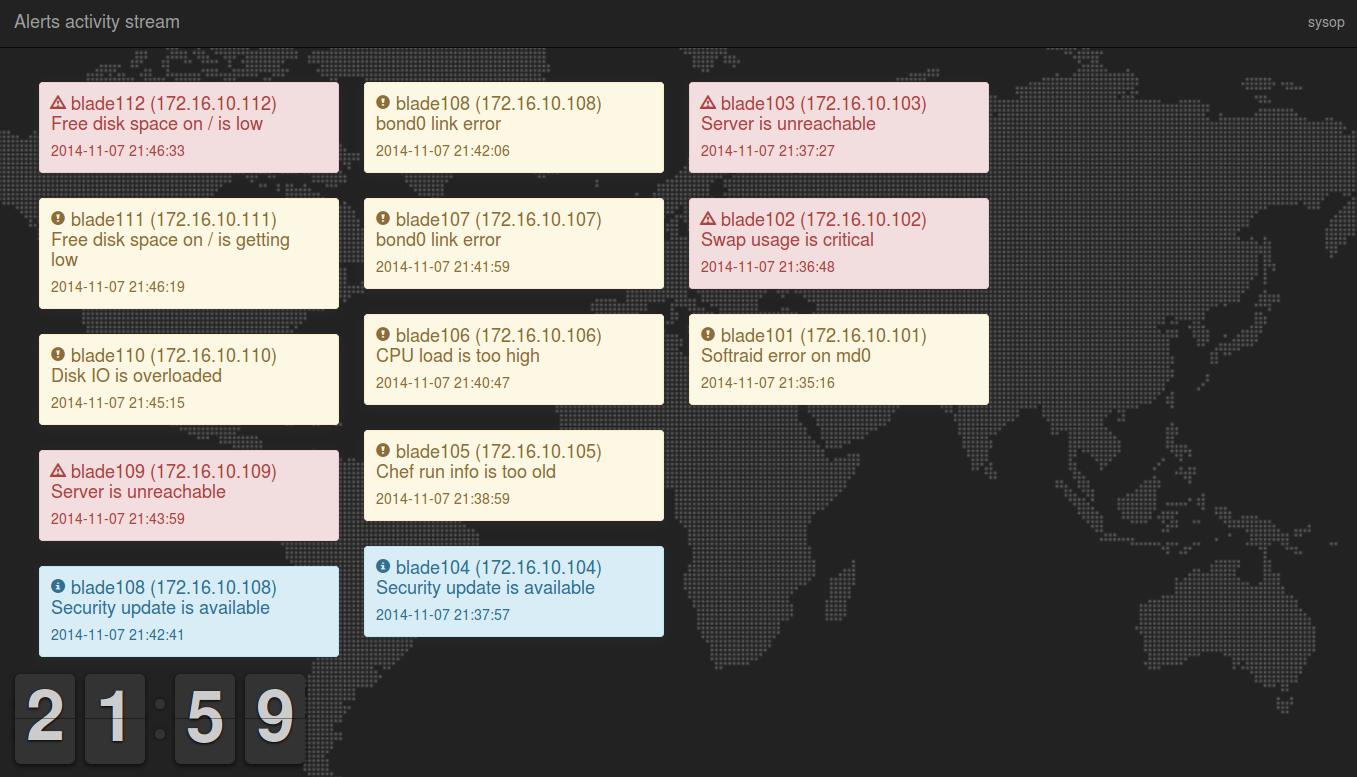 Alerts activity stream
sysop
blade112 (172.16.10.112)
Free disk space on / is low
2014-11-07 21:46:33
blade111 (172.16.10.111)
Free disk space on / is getting
low
2014-11-07 21:46:19
blade110 (172.16.10.110)
Disk IO is overloaded
2014-11-07 21:45:15
blade109 (172.16.10.109)
Server is unreachable
2014-11-07 21:43:59
blade108 (172.16.10.108)
Security update is available
2014-11-07 21:42:41
blade108 (172.16.10.108)
bond0 link error
2014-11-07 21:42:06
blade107 (172.16.10.107)
bond0 link error
2014-11-07 21:41:59
blade106 (172.16.10.106)
CPU load is too high
2014-11-07 21:40:47
blade105 (172.16.10.105)
Chef run info is too old
2014-11-07 21:38:59
blade104 (172.16.10.104)
Security update is available
2014-11-07 21:37:57
blade103 (172.16.10.103)
Server is unreachable
2014-11-07 21:37:27
blade102 (172.16.10.102)
Swap usage is critical
2014-11-07 21:36:48
blade101 (172.16.10.101)
Softraid error on md0
2014-11-07 21:35:16
21:59